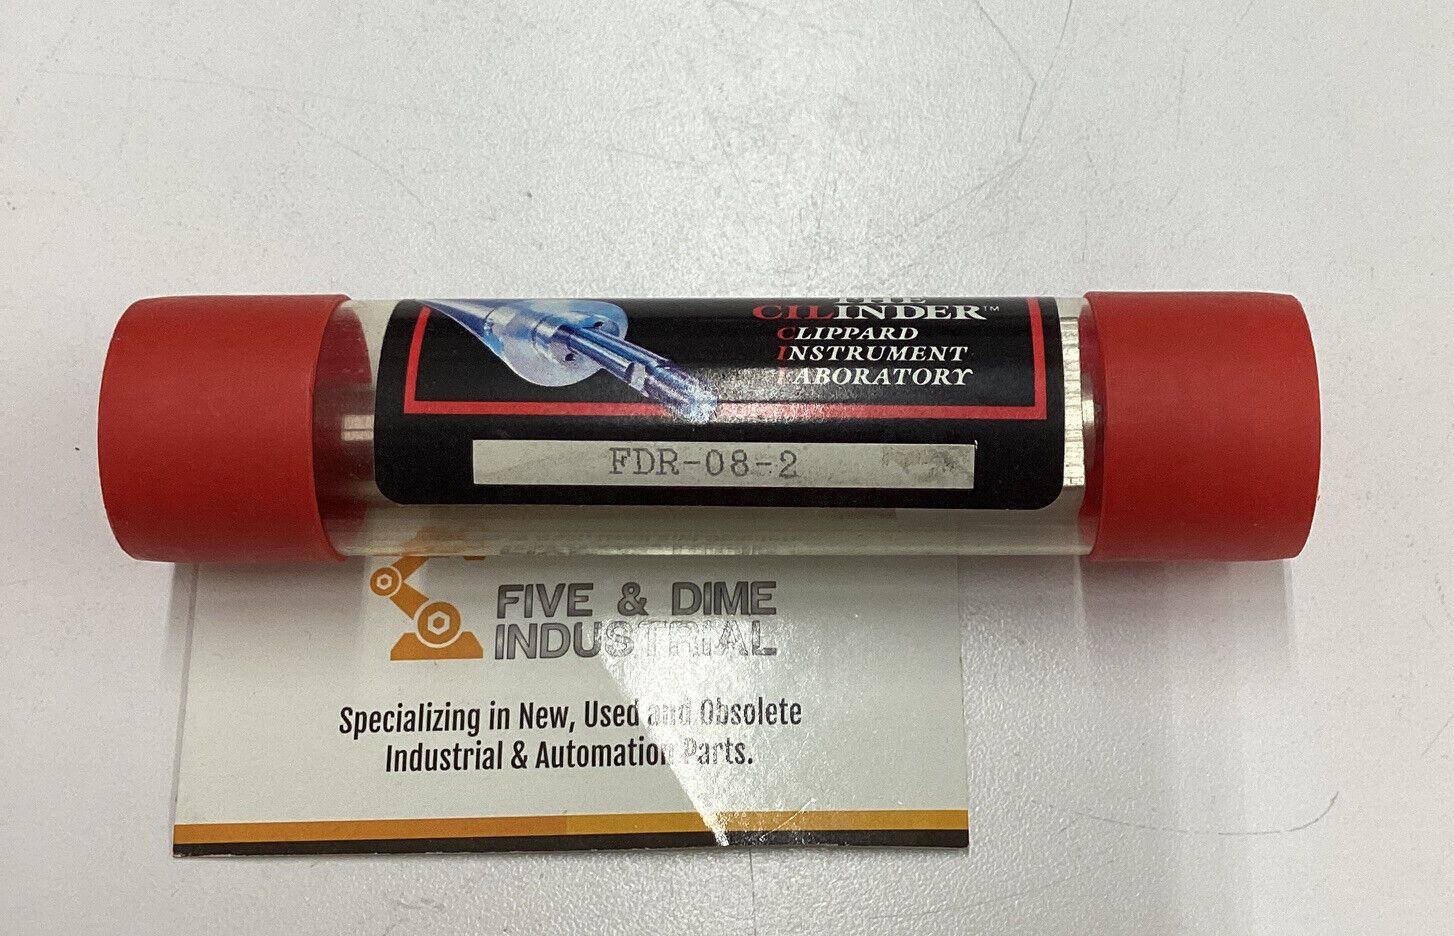 THE
CILINDER™
CLIPPARD
INSTRUMENT
LABORATORY
FDR-08-2
FIVE & DIME
INDUSTRIAL
Specializing in New, Used and Obsolete
Industrial & Automation Parts.